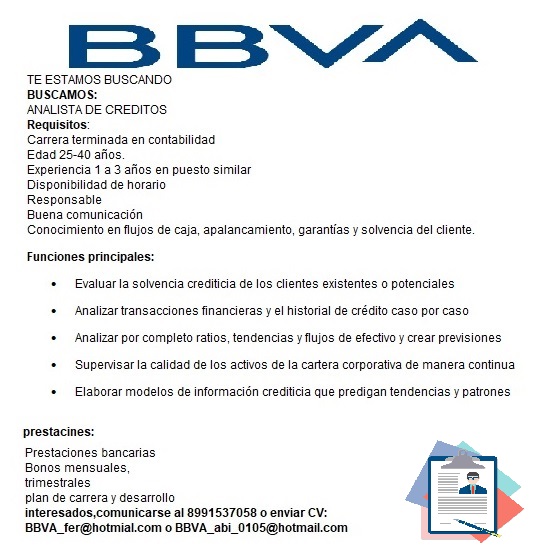 BBVA
TE ESTAMOS BUSCANDO
BUSCAMOS:
ANALISTA DE CREDITOS
Requisitos:
Carrera terminada en contabilidad
Edad 25-40 años.
Experiencia 1 a 3 años en puesto similar
Disponibilidad de horario
Responsable
Buena comunicación
Conocimiento en flujos de caja, apalancamiento, garantías y solvencia del cliente.
Funciones principales:
• Evaluar la solvencia crediticia de los clientes existentes o potenciales
• Analizar transacciones financieras y el historial de crédito caso por caso
• Analizar por completo ratios, tendencias y flujos de efectivo y crear previsiones
• Supervisar la calidad de los activos de la cartera corporativa de manera continua
• Elaborar modelos de información crediticia que predigan tendencias y patrones
prestacines:
Prestaciones bancarias
Bonos mensuales,
trimestrales
plan de carrera y desarrollo
interesados,comunicarse al 8991537058 o enviar CV:
BBVA_fer@hotmial.com o BBVA_abi_0105@hotmail.com